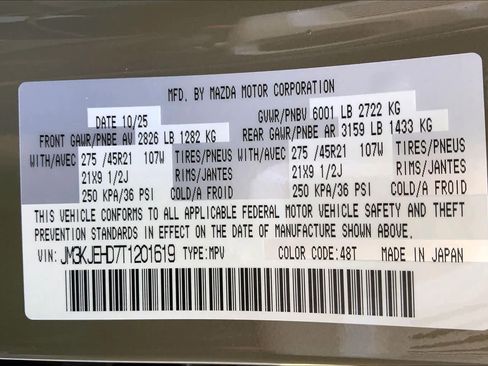 MFD. BY MAZDA MOTOR CORPORATION
DATE 10/25 GVWR/PNBV 6001 LB 2722 KG
FRONT GAWR/PNBE AV 2826 LB 1282 KG REAR GAWR/PNBE AR 3159 LB 1433 KG
WITH/AVEC 275 /45R21 107W TIRES/PNEUS WITH/AVEC 275 /45R21 107W TIRES/PNEUS
21X9 1/2J RIMS/JANTES 21X9 1/2J RIMS/JANTES
250 KPA/36 PSI COLD/A FROID 250 KPA/36 PSI COLD/A FROID
THIS VEHICLE CONFORMS TO ALL APPLICABLE FEDERAL MOTOR VEHICLE SAFETY AND THEFT
PREVENTION STANDARDS IN EFFECT ON THE DATE OF MANUFACTURE SHOWN ABOVE.
VIN: JM3KJEHD7T1201619 TYPE:MPV COLOR CODE:48T MADE IN JAPAN